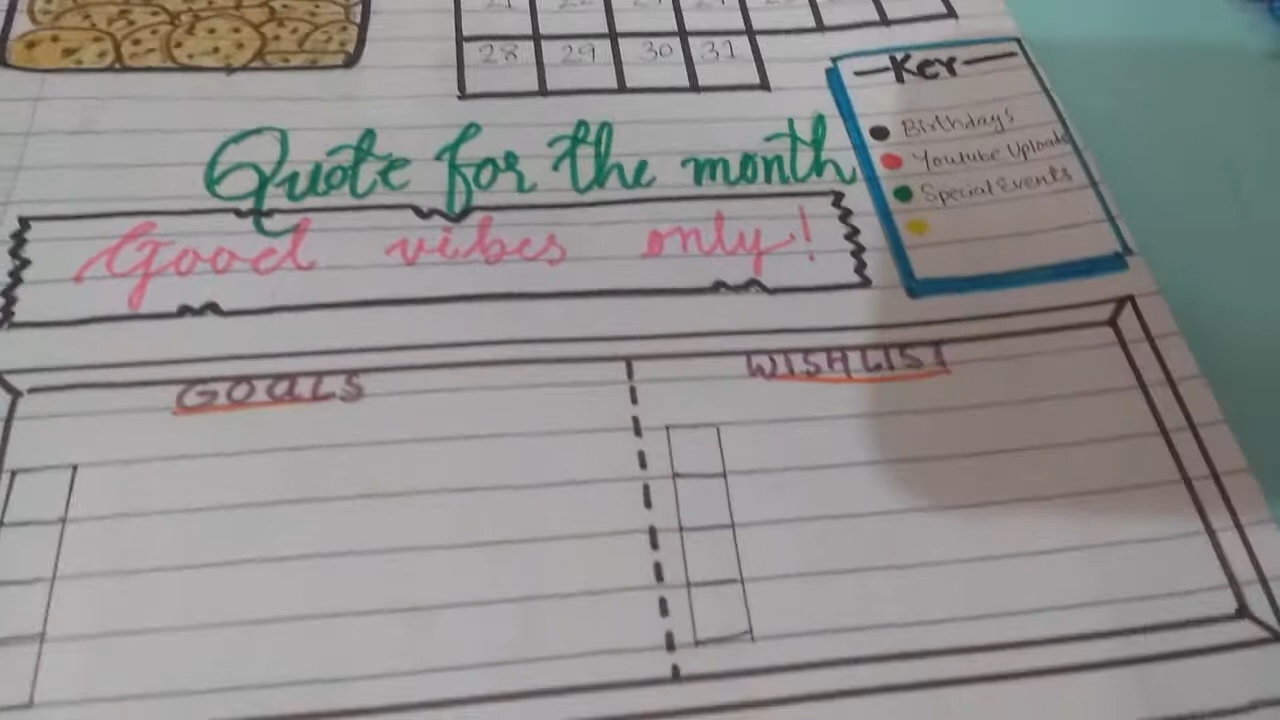 28 29 30 31
Key
Birthdays
Youtube Uploads
Special Events
Quote for the month
Good vibes only!
GOALS
WISHLIST